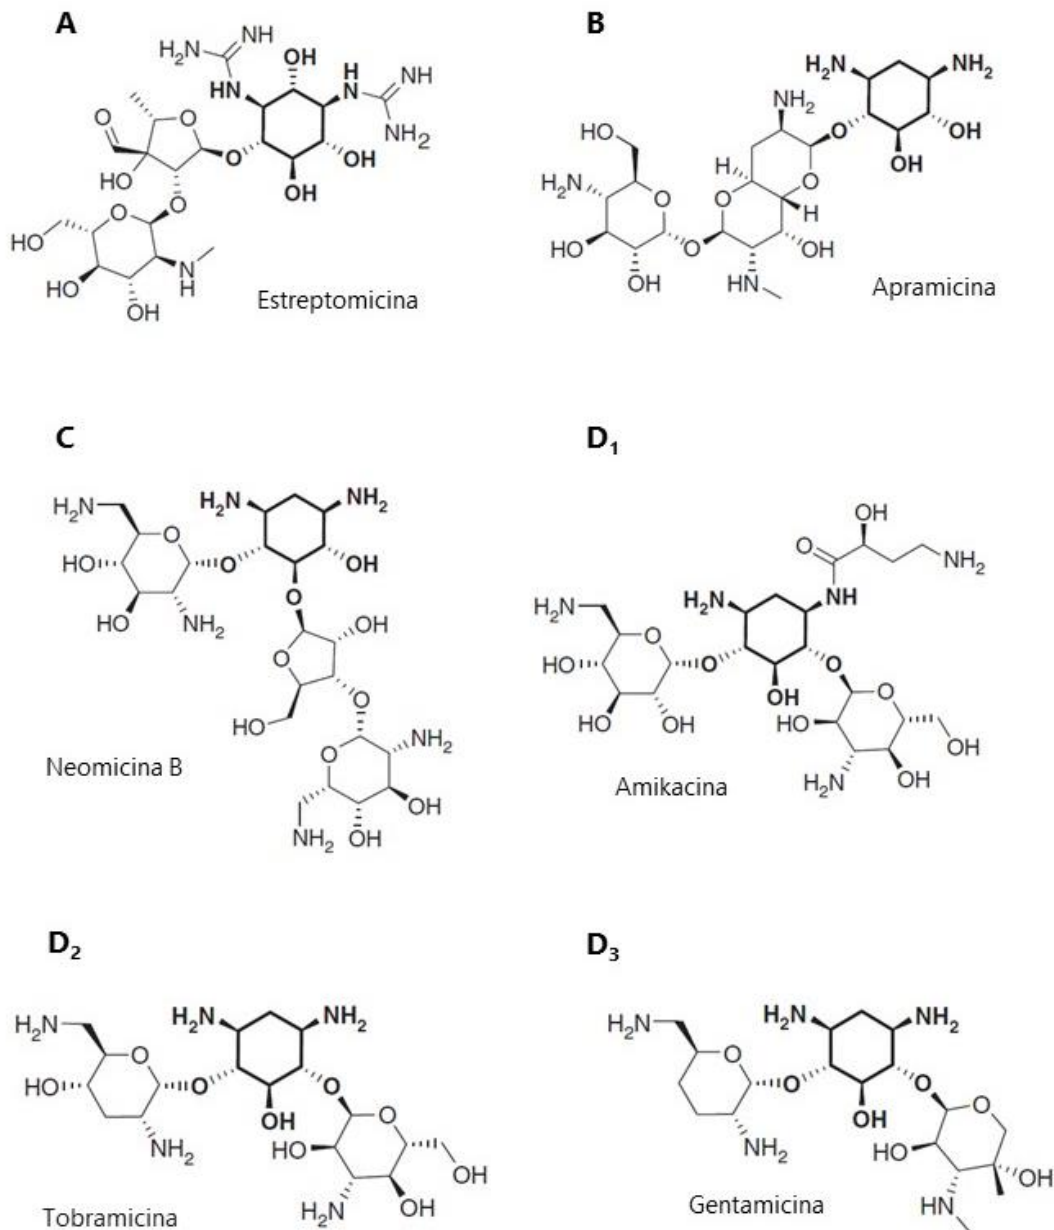 A
H₂N NH
OH
HN H N NH
NH₂
O O
HO O OH
OH
O O
HO N H
HO OH
Estreptomicina
B
H₂N NH₂
NH₂
HO O OH
OH
H₂N H
O O O
H
HO O OH
OH HN
Apramicina
C
H₂N H₂N NH₂
O
HO O OH
HO NH₂ O
OH
O
HO O
O NH₂
OH
NH₂ OH
Neomicina B
D₁
OH
O NH₂
H₂N NH
H₂N
O
HO O O
HO OH OH O
HO
OH
H₂N OH
Amikacina
D₂
H₂N H₂N NH₂
O
HO O O
NH₂ OH O
HO
OH
H₂N OH
Tobramicina
D₃
H₂N H₂N NH₂
O
O O
NH₂ OH O
HO
OH
HN
Gentamicina